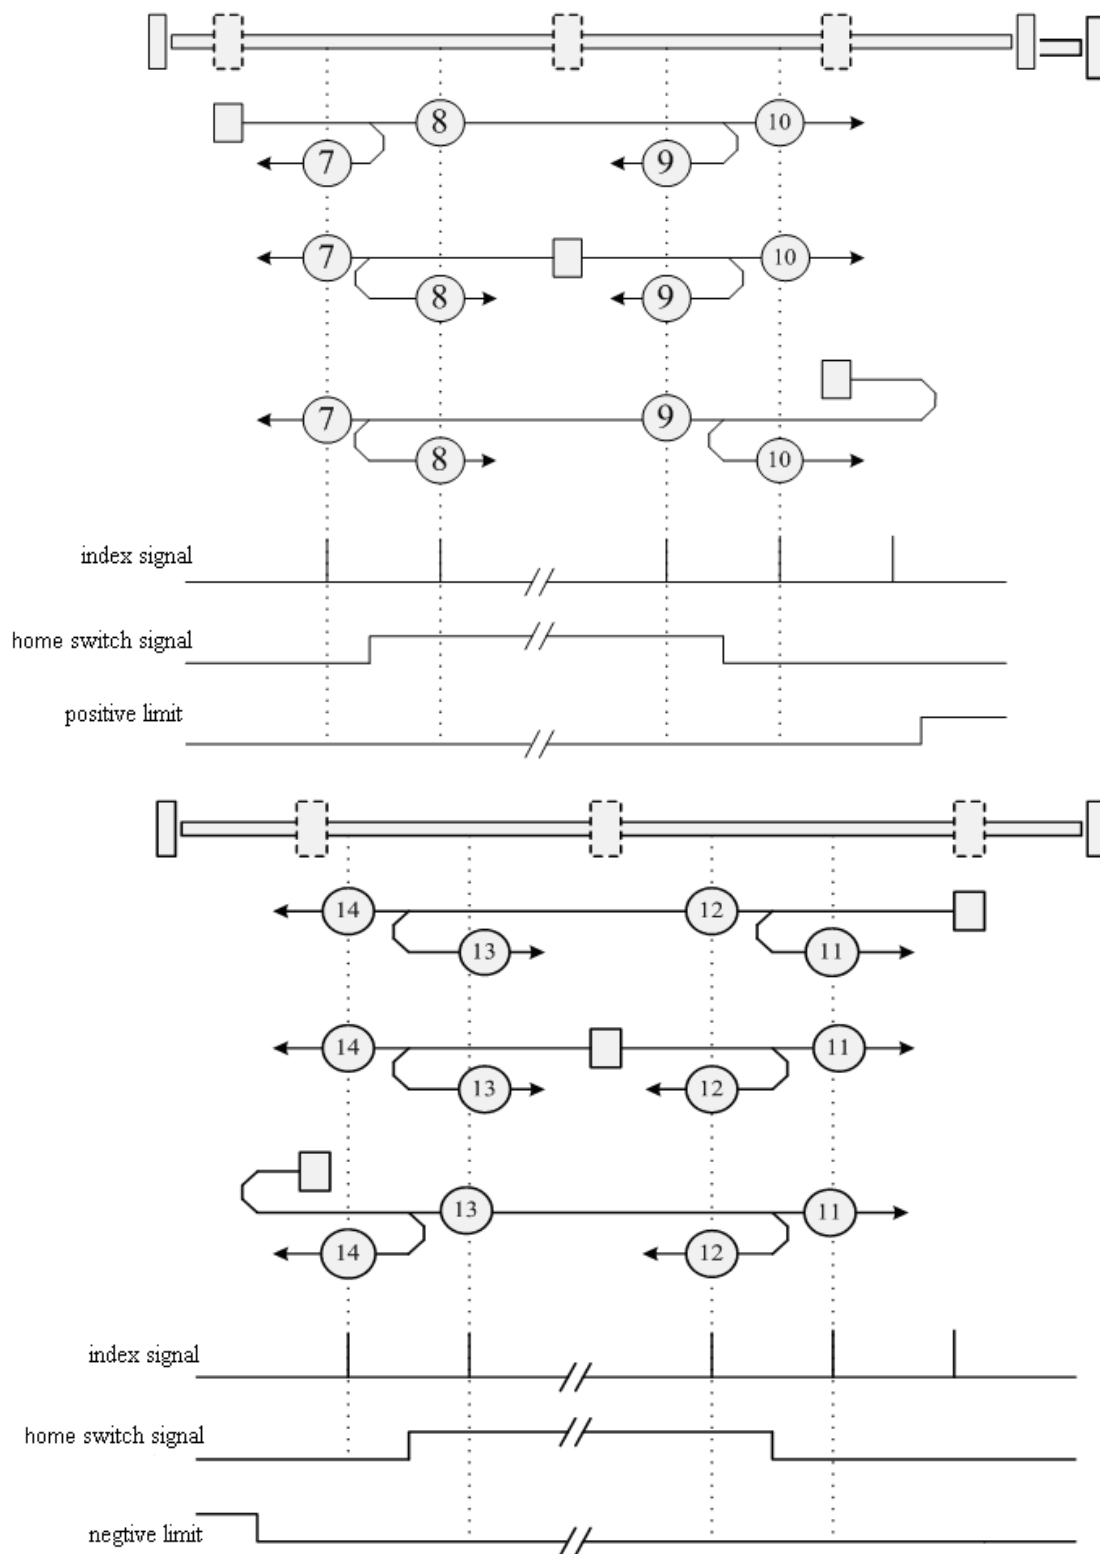 8 10
7 9
7 10
8 9
7 9
8 10
index signal
home switch signal
positive limit
14 12
13 11
14 11
13 12
13 11
14 12
index signal
home switch signal
negtive limit